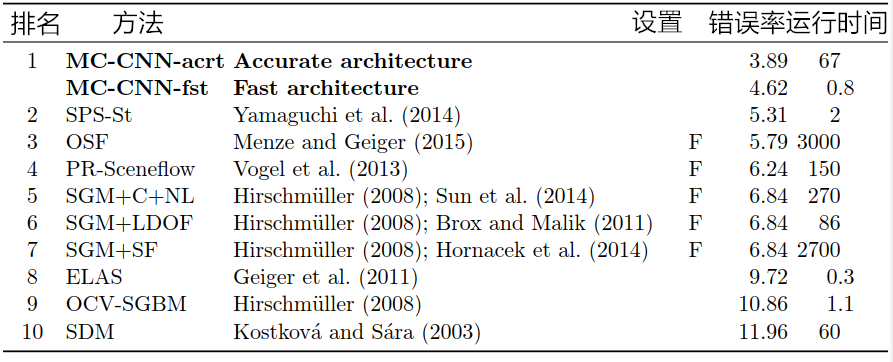 排名 方法 设置 错误率 运行时间
1 MC-CNN-acrt Accurate architecture 3.89 67
MC-CNN-fst Fast architecture 4.62 0.8
2 SPS-St Yamaguchi et al. (2014) 5.31 2
3 OSF Menze and Geiger (2015) F 5.79 3000
4 PR-Sceneflow Vogel et al. (2013) F 6.24 150
5 SGM+C+NL Hirschmüller (2008); Sun et al. (2014) F 6.84 270
6 SGM+LDOF Hirschmüller (2008); Brox and Malik (2011) F 6.84 86
7 SGM+SF Hirschmüller (2008); Hornacek et al. (2014) F 6.84 2700
8 ELAS Geiger et al. (2011) 9.72 0.3
9 OCV-SGBM Hirschmüller (2008) 10.86 1.1
10 SDM Kostková and Sára (2003) 11.96 60